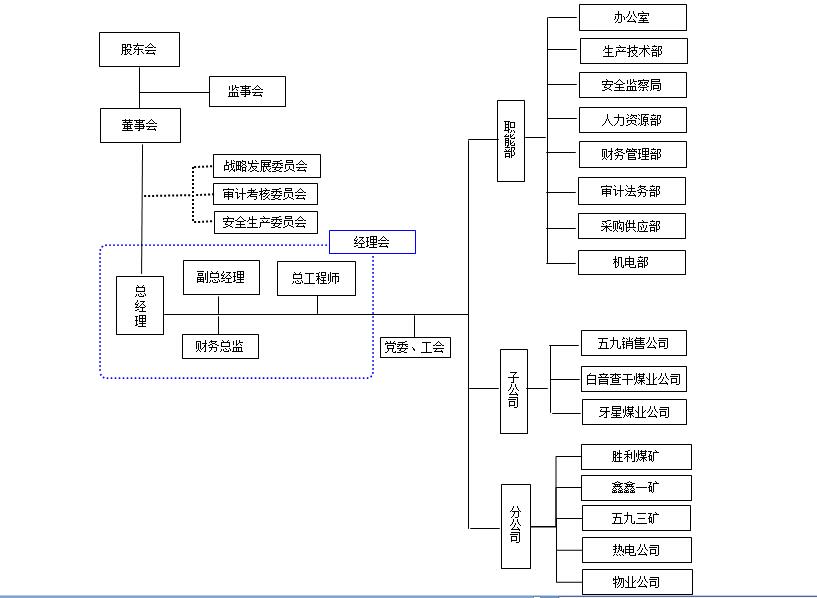 股东会
监事会
董事会
战略发展委员会
审计考核委员会
安全生产委员会
经理会
总经理
副总经理
总工程师
财务总监
党委、工会
职能部
办公室
生产技术部
安全监察局
人力资源部
财务管理部
审计法务部
采购供应部
机电部
子公司
五九销售公司
白音查干煤业公司
牙星煤业公司
分公司
胜利煤矿
鑫鑫一矿
五九三矿
热电公司
物业公司